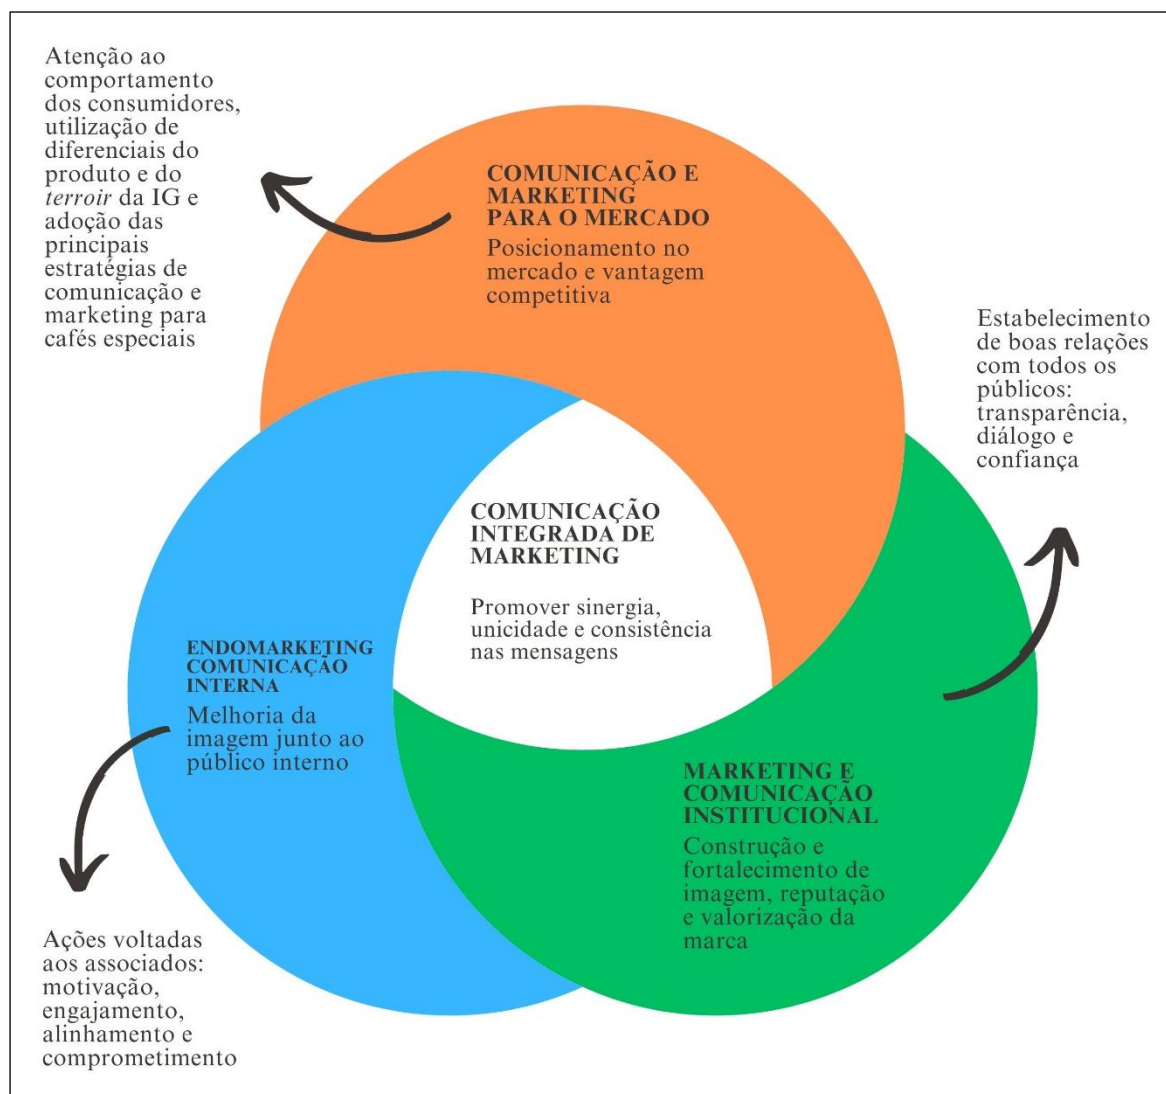 Atenção ao
comportamento
dos consumidores,
utilização de
diferenciais do
produto e do
terroir da IG e
adoção das
principais
estratégias de
comunicação e
marketing para
cafés especiais
COMUNICAÇÃO E
MARKETING
PARA O MERCADO
Posicionamento no
mercado e vantagem
competitiva
Estabelecimento
de boas relações
com todos os
públicos:
transparência,
diálogo e
confiança
COMUNICAÇÃO
INTEGRADA DE
MARKETING
Promover sinergia,
unicidade e consistência
nas mensagens
ENDOMARKETING
COMUNICAÇÃO
INTERNA
Melhoria da
imagem junto ao
público interno
MARKETING E
COMUNICAÇÃO
INSTITUCIONAL
Construção e
fortalecimento de
imagem, reputação
e valorização da
marca
Ações voltadas
aos associados:
motivação,
engajamento,
alinhamento e
comprometimento